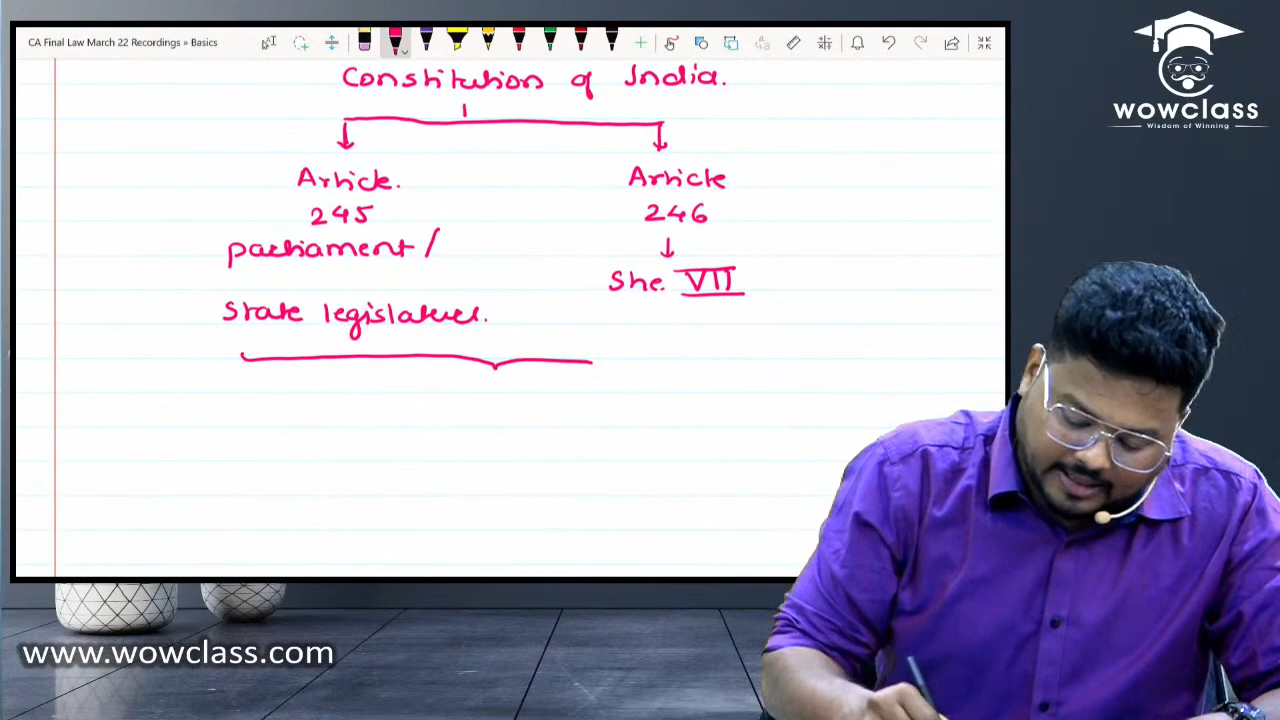 CA Final Law March 22 Recordings » Basics
Constitution of India.
Article.
245
Parliament /
State legislature.
Article
246
She. VII
wowclass
Wisdom of Winning
www.wowclass.com